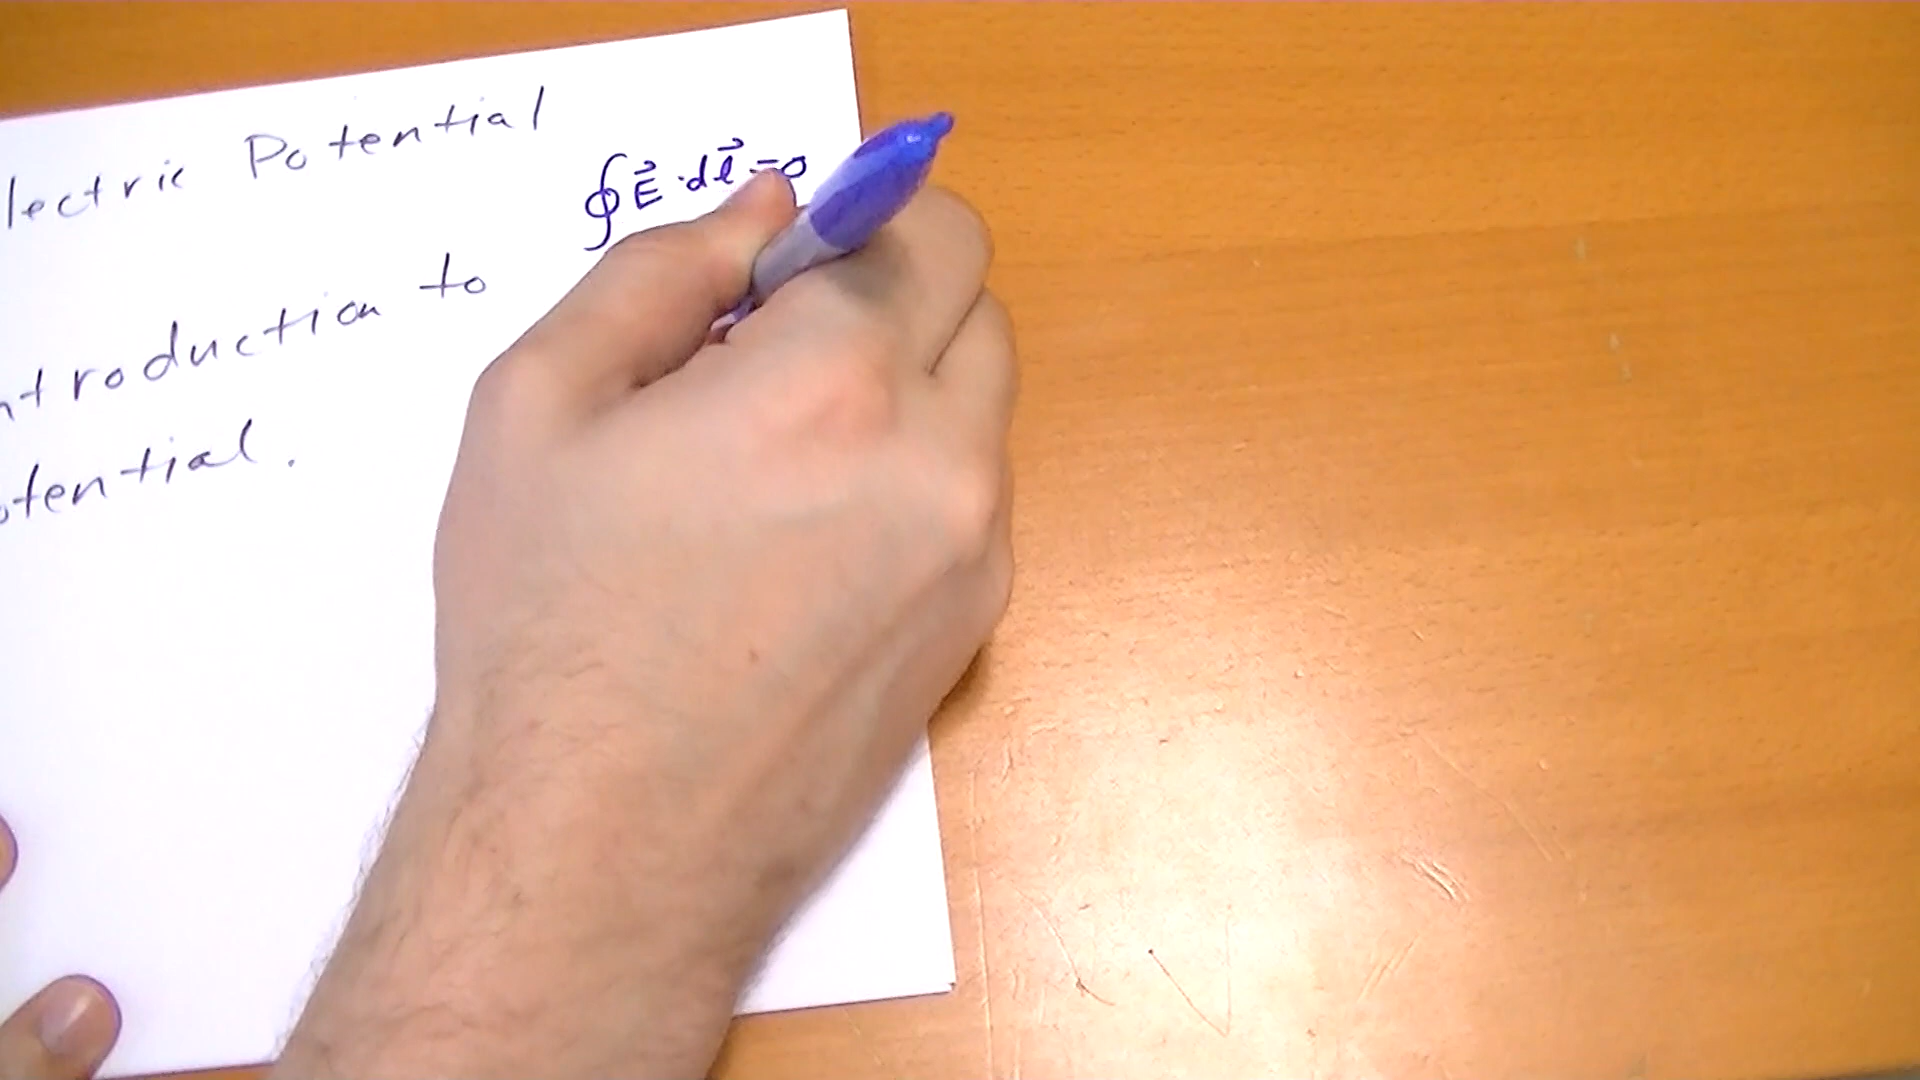 lectric Potential
∮E⃗·dl⃗=0
ntroduction to
otential.